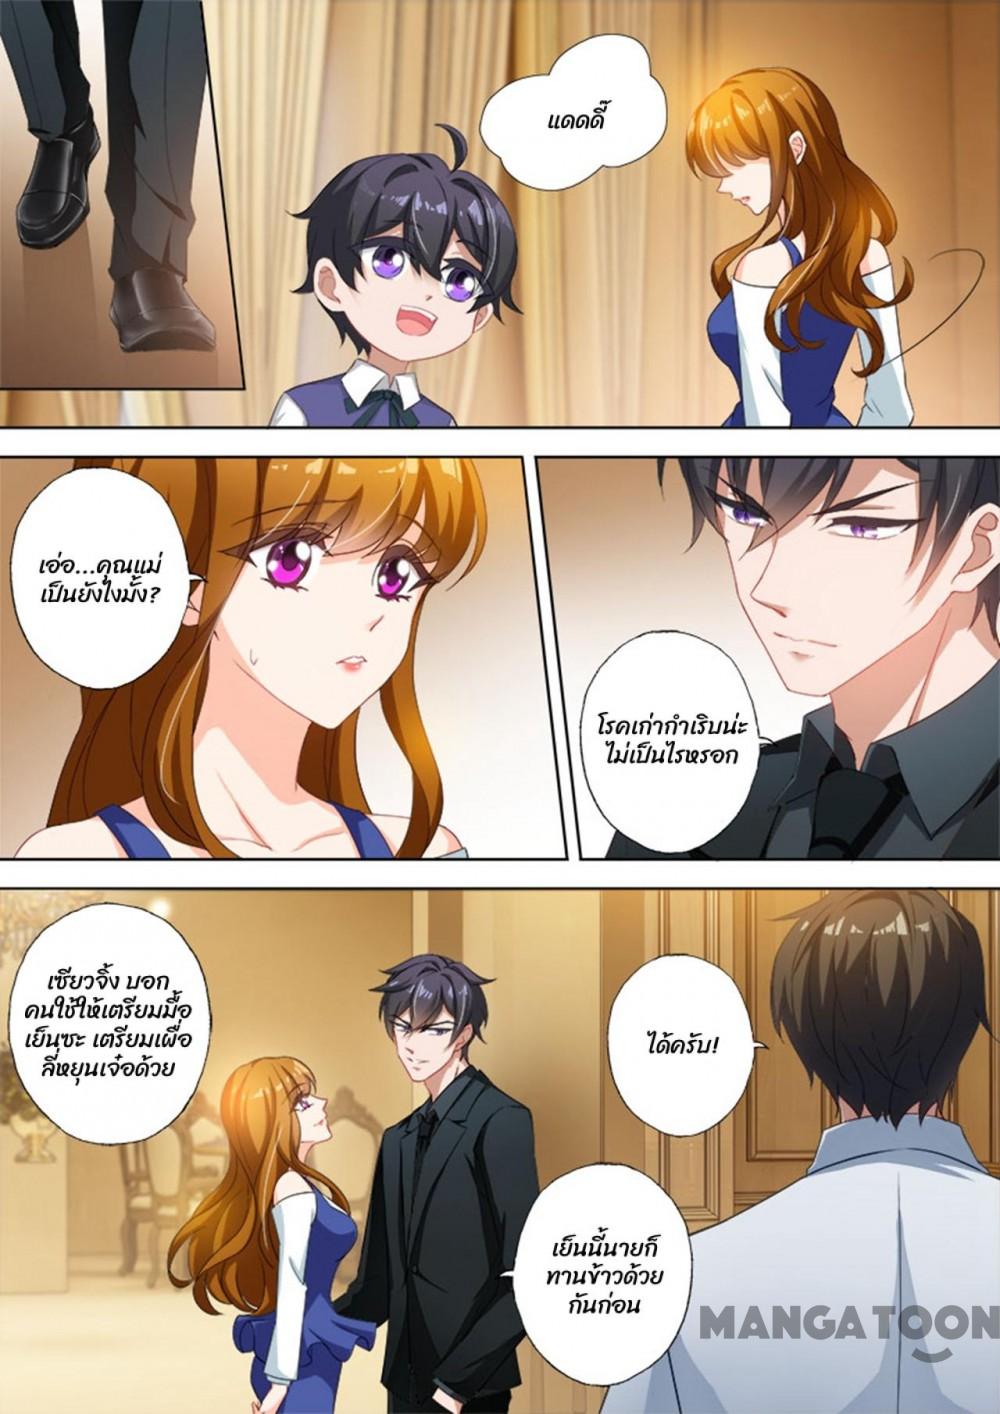 แดดดี๊
เอ่อ...คุณแม่
เป็นยังไงมั้ง?
โรคเก่ากำเริบน่ะ
ไม่เป็นไรหรอก
เซียวจิ้ง บอก
คนใช้ให้เตรียมมื้อ
เย็นซะ เตรียมเผื่อ
ลี่หยุนเจ๋อด้วย
ได้ครับ!
เย็นนี้นายก็
ทานข้าวด้วย
กันก่อน
MANGATOON